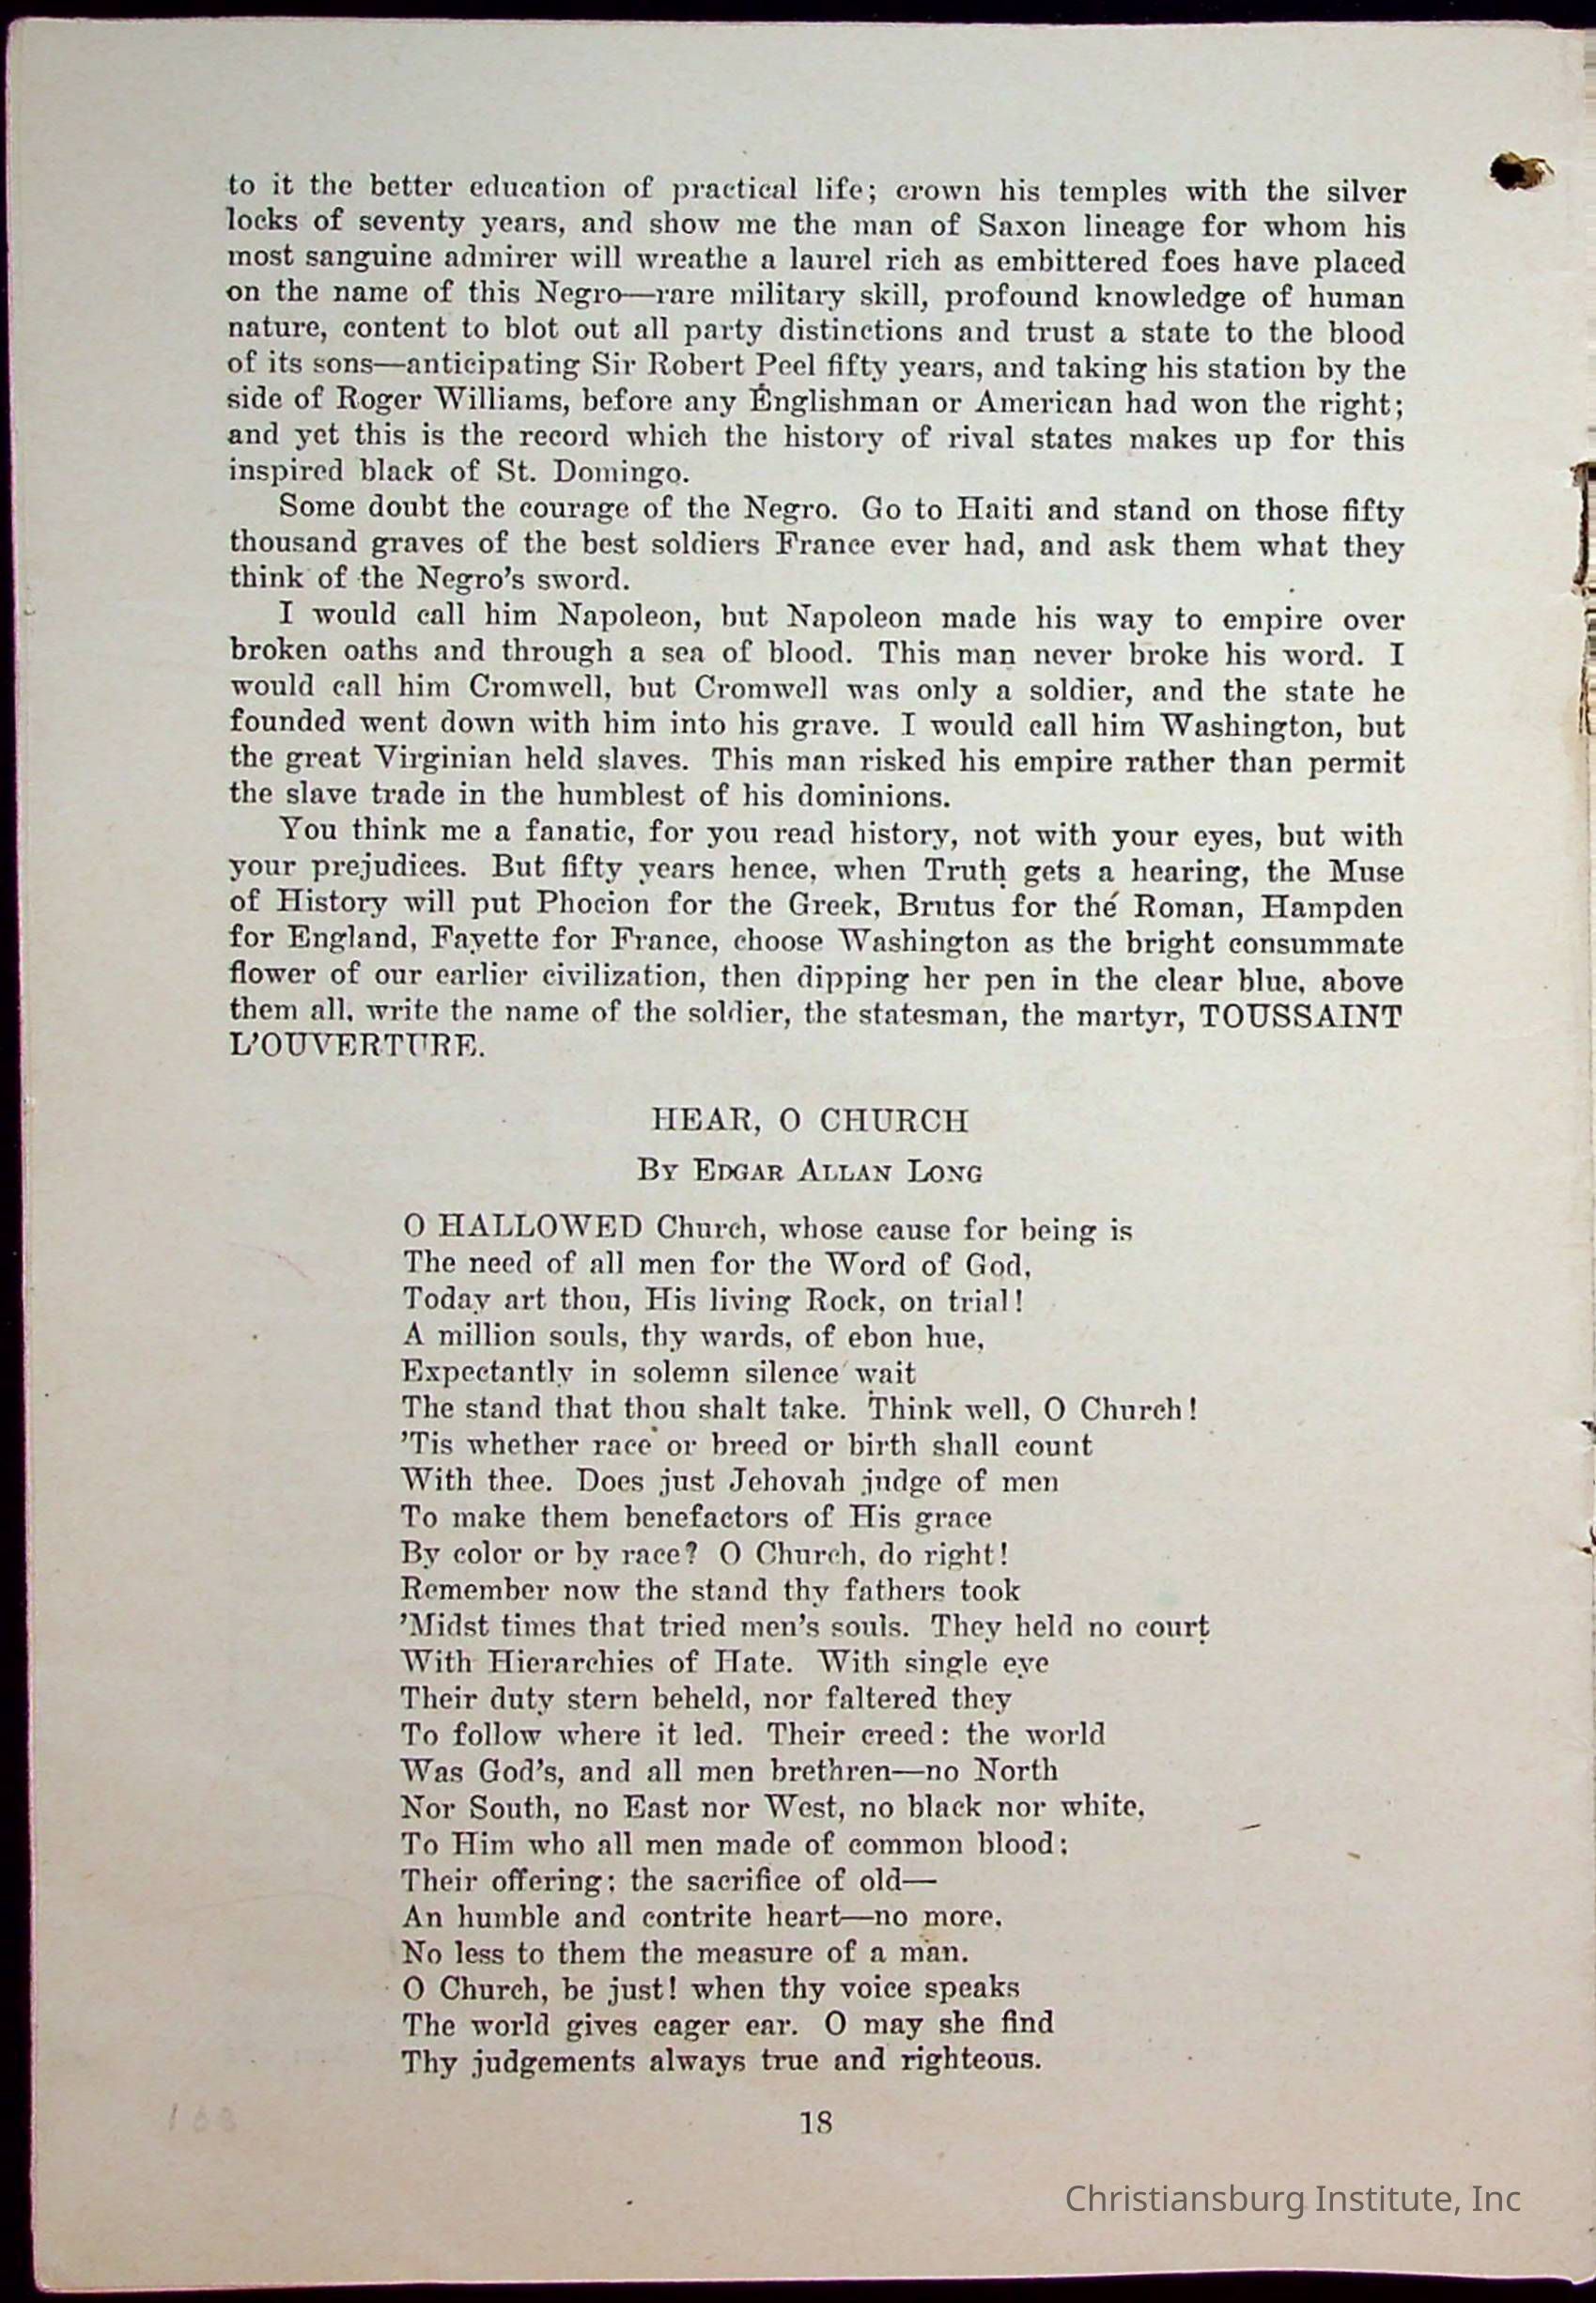 to it the better education of practical life; crown his temples with the silver
locks of seventy years, and show me the man of Saxon lineage for whom his
most sanguine admirer will wreathe a laurel rich as embittered foes have placed
on the name of this Negro—rare military skill, profound knowledge of human
nature, content to blot out all party distinctions and trust a state to the blood
of its sons—anticipating Sir Robert Peel fifty years, and taking his station by the
side of Roger Williams, before any Englishman or American had won the right;
and yet this is the record which the history of rival states makes up for this
inspired black of St. Domingo.
Some doubt the courage of the Negro. Go to Haiti and stand on those fifty
thousand graves of the best soldiers France ever had, and ask them what they
think of the Negro's sword.
I would call him Napoleon, but Napoleon made his way to empire over
broken oaths and through a sea of blood. This man never broke his word. I
would call him Cromwell, but Cromwell was only a soldier, and the state he
founded went down with him into his grave. I would call him Washington, but
the great Virginian held slaves. This man risked his empire rather than permit
the slave trade in the humblest of his dominions.
You think me a fanatic, for you read history, not with your eyes, but with
your prejudices. But fifty years hence, when Truth gets a hearing, the Muse
of History will put Phocion for the Greek, Brutus for the Roman, Hampden
for England, Fayette for France, choose Washington as the bright consummate
flower of our earlier civilization, then dipping her pen in the clear blue, above
them all, write the name of the soldier, the statesman, the martyr, TOUSSAINT
L'OUVERTURE.
HEAR, O CHURCH
By Edgar Allan Long
O HALLOWED Church, whose cause for being is
The need of all men for the Word of God,
Today art thou, His living Rock, on trial!
A million souls, thy wards, of ebon hue,
Expectantly in solemn silence wait
The stand that thou shalt take. Think well, O Church!
'Tis whether race or breed or birth shall count
With thee. Does just Jehovah judge of men
To make them benefactors of His grace
By color or by race? O Church, do right!
Remember now the stand thy fathers took
'Midst times that tried men's souls. They held no court
With Hierarchies of Hate. With single eye
Their duty stern beheld, nor faltered they
To follow where it led. Their creed: the world
Was God's, and all men brethren—no North
Nor South, no East nor West, no black nor white,
To Him who all men made of common blood;
Their offering; the sacrifice of old—
An humble and contrite heart—no more,
No less to them the measure of a man.
O Church, be just! when thy voice speaks
The world gives eager ear. O may she find
Thy judgements always true and righteous.
168
18
Christiansburg Institute, Inc